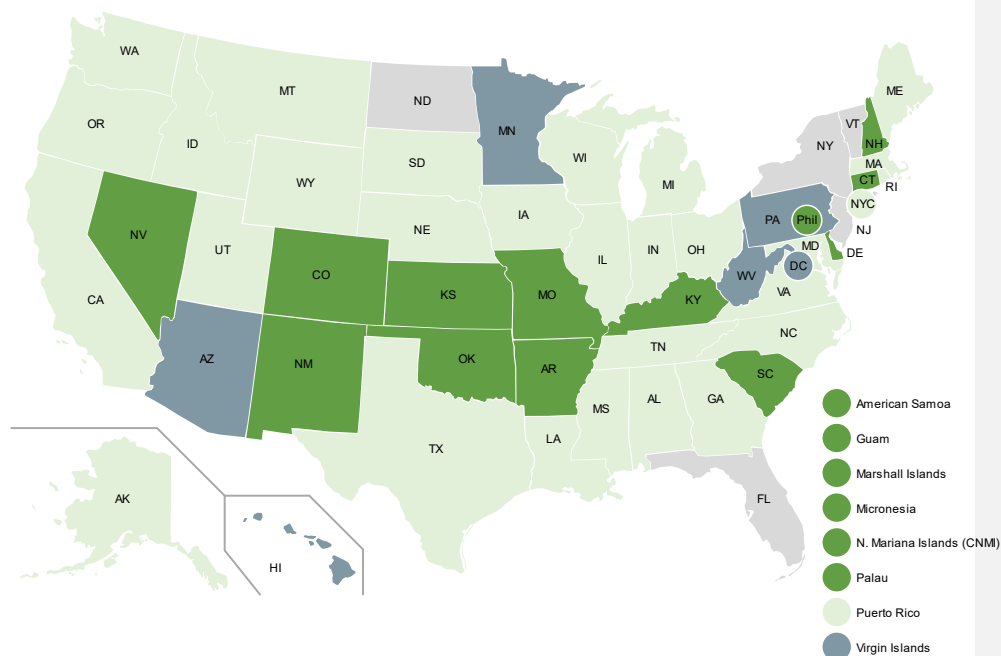 WA
MT
ND
ME
OR
MN
VT
ID
NY
NH
SD
WI
MA
WY
MI
CT
RI
NYC
IA
PA
Phil
NE
NJ
NV
UT
IL
IN
OH
MD
DE
CO
WV
DC
KS
MO
KY
VA
CA
NC
TN
AZ
NM
OK
AR
SC
MS
AL
GA
LA
TX
FL
AK
HI
American Samoa
Guam
Marshall Islands
Micronesia
N. Mariana Islands (CNMI)
Palau
Puerto Rico
Virgin Islands